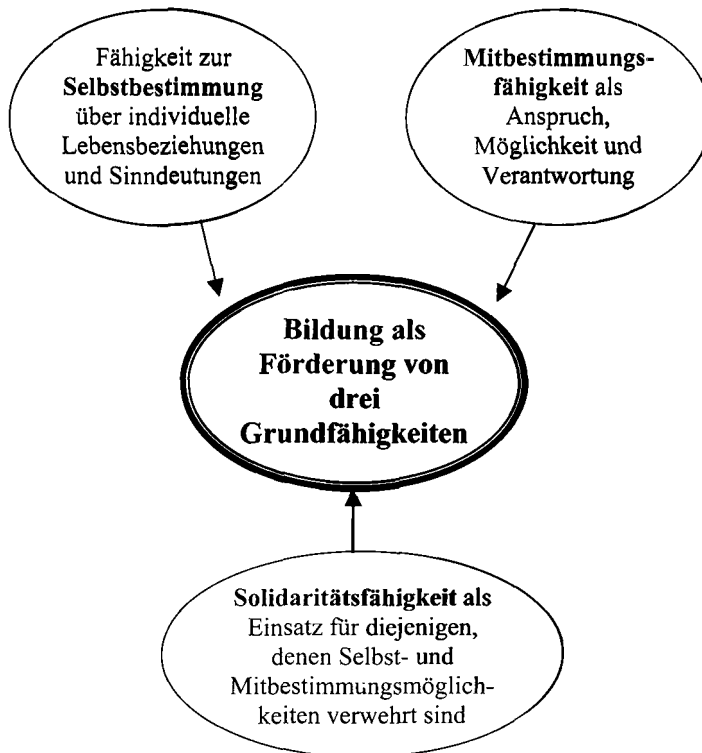 Fähigkeit zur
Selbstbestimmung
über individuelle
Lebensbeziehungen
und Sinndeutungen
Mitbestimmungs-
fähigkeit als
Anspruch,
Möglichkeit und
Verantwortung
Bildung als
Förderung von
drei
Grundfähigkeiten
Solidaritätsfähigkeit als
Einsatz für diejenigen,
denen Selbst- und
Mitbestimmungsmöglich-
keiten verwehrt sind